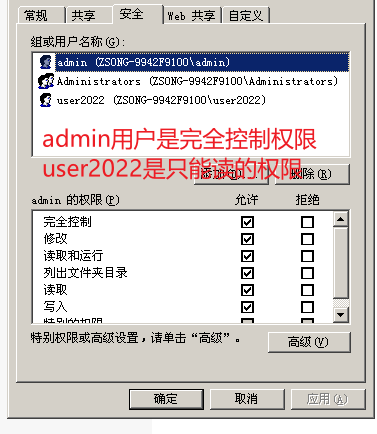 常规 共享 安全 Web 共享 自定义
组或用户名称(G):
admin (ZSONG-9942F9100\admin)
Administrators (ZSONG-9942F9100\Administrators)
user2022 (ZSONG-9942F9100\user2022)
admin用户是完全控制权限
user2022是只能读的权限
添加(D)... 删除(R)
admin 的权限(P) 允许 拒绝
完全控制
修改
读取和运行
列出文件夹目录
读取
写入
特别的权限
特别权限或高级设置，请单击“高级”。
高级(V)
确定 取消 应用(A)